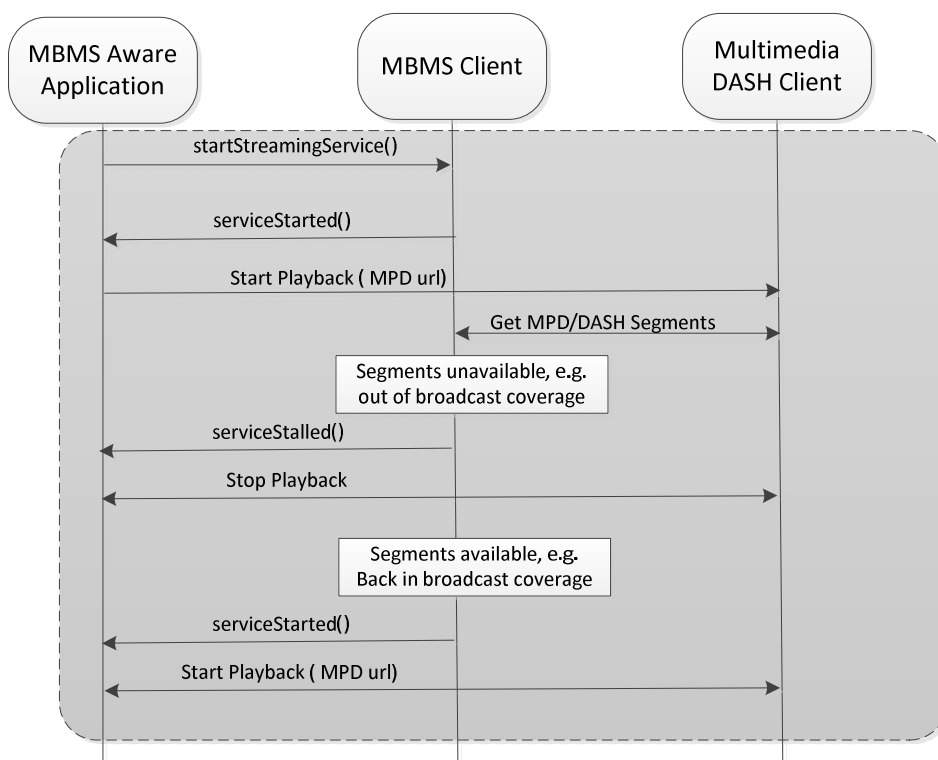 MBMS Aware
Application
MBMS Client
Multimedia
DASH Client
startStreamingService()
serviceStarted()
Start Playback ( MPD url)
Get MPD/DASH Segments
Segments unavailable, e.g.
out of broadcast coverage
serviceStalled()
Stop Playback
Segments available, e.g.
Back in broadcast coverage
serviceStarted()
Start Playback ( MPD url)